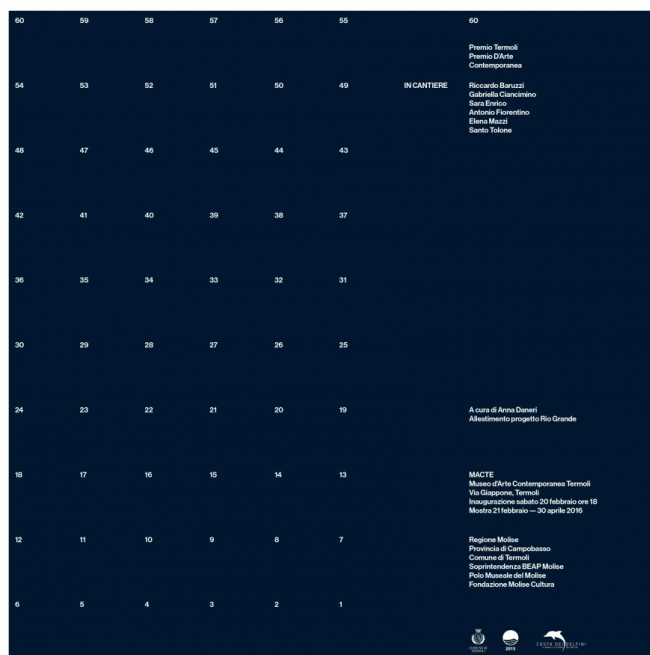 60 59 58 57 56 55 60
Premio Termoli
Premio D'Arte
Contemporanea
54 53 52 51 50 49 IN CANTIERE Riccardo Baruzzi
Gabriella Ciancimino
Sara Enrico
Antonio Fiorentino
Elena Mazzi
Santo Tolone
48 47 46 45 44 43
42 41 40 39 38 37
36 35 34 33 32 31
30 29 28 27 26 25
24 23 22 21 20 19 A cura di Anna Daneri
Allestimento progetto Rio Grande
18 17 16 15 14 13 MACTE
Museo d'Arte Contemporanea Termoli
Via Giappone, Termoli
Inaugurazione sabato 20 febbraio ore 18
Mostra 21 febbraio — 30 aprile 2016
12 11 10 9 8 7 Regione Molise
Provincia di Campobasso
Comune di Termoli
Soprintendenza BEAP Molise
Polo Museale del Molise
Fondazione Molise Cultura
6 5 4 3 2 1
COMUNE DI
TERMOLI
2015
COSTA DEI DELFINI